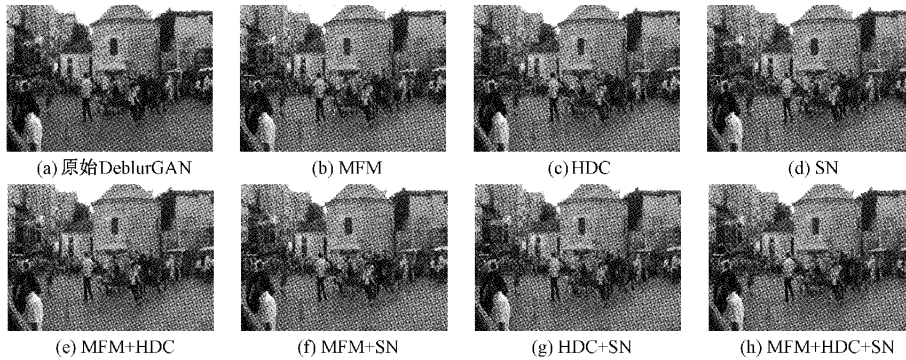 (a) 原始DeblurGAN
(b) MFM
(c) HDC
(d) SN
(e) MFM+HDC
(f) MFM+SN
(g) HDC+SN
(h) MFM+HDC+SN